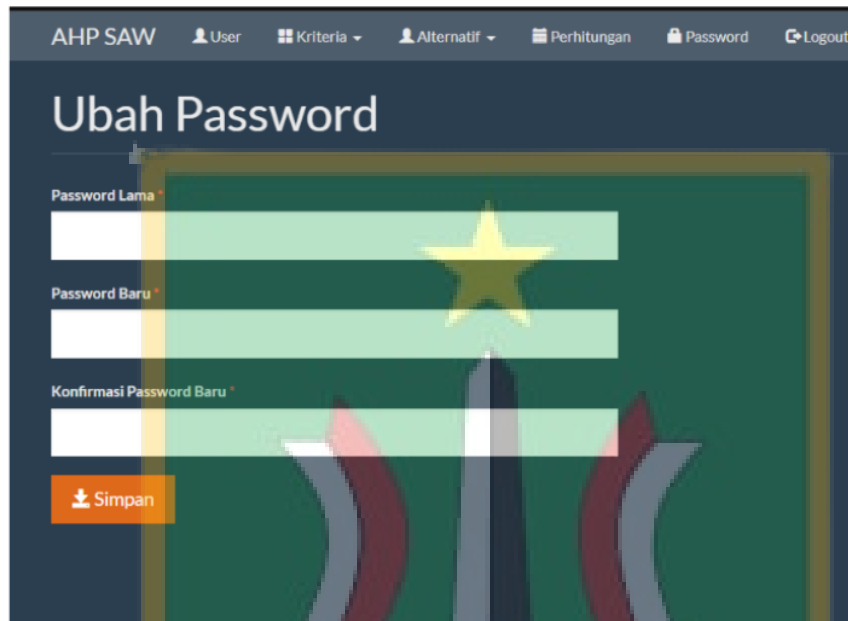 AHP SAW User Kriteria Alternatif Perhitungan Password Logout
Ubah Password
Password Lama *
Password Baru *
Konfirmasi Password Baru *
Simpan